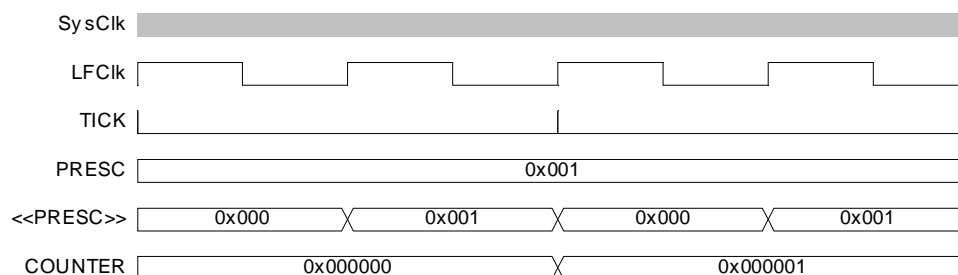 SysClk
LFClk
TICK
PRESC 0x001
<<PRESC>> 0x000 0x001 0x000 0x001
COUNTER 0x000000 0x000001